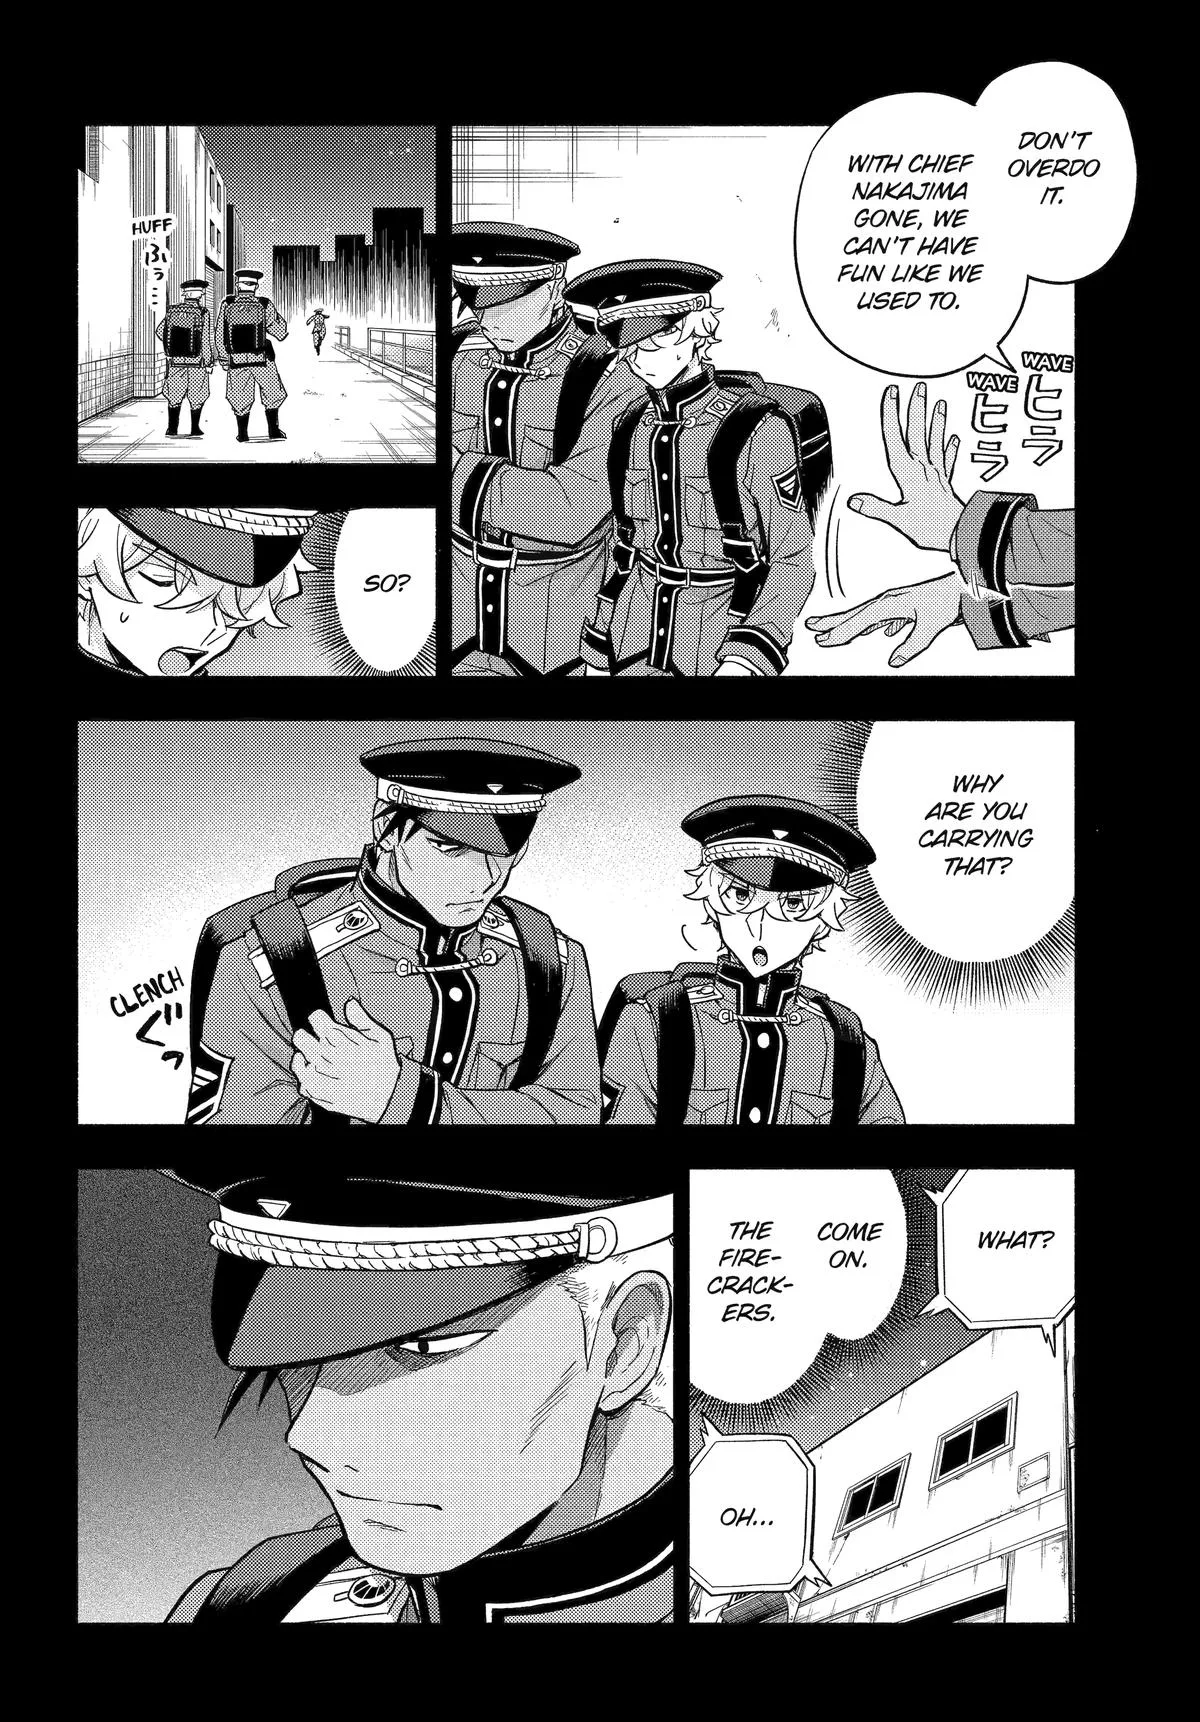 DON'T
OVERDO
IT.
WITH CHIEF
NAKAJIMA
GONE, WE
CAN'T HAVE
FUN LIKE WE
USED TO.
WAVE
ヒラ
WAVE
ヒラ
HUFF
ふぅ…
SO?
WHY
ARE YOU
CARRYING
THAT?
CLENCH
ぐっ
WHAT?
COME
ON.
THE
FIRE-
CRACK-
ERS.
OH...